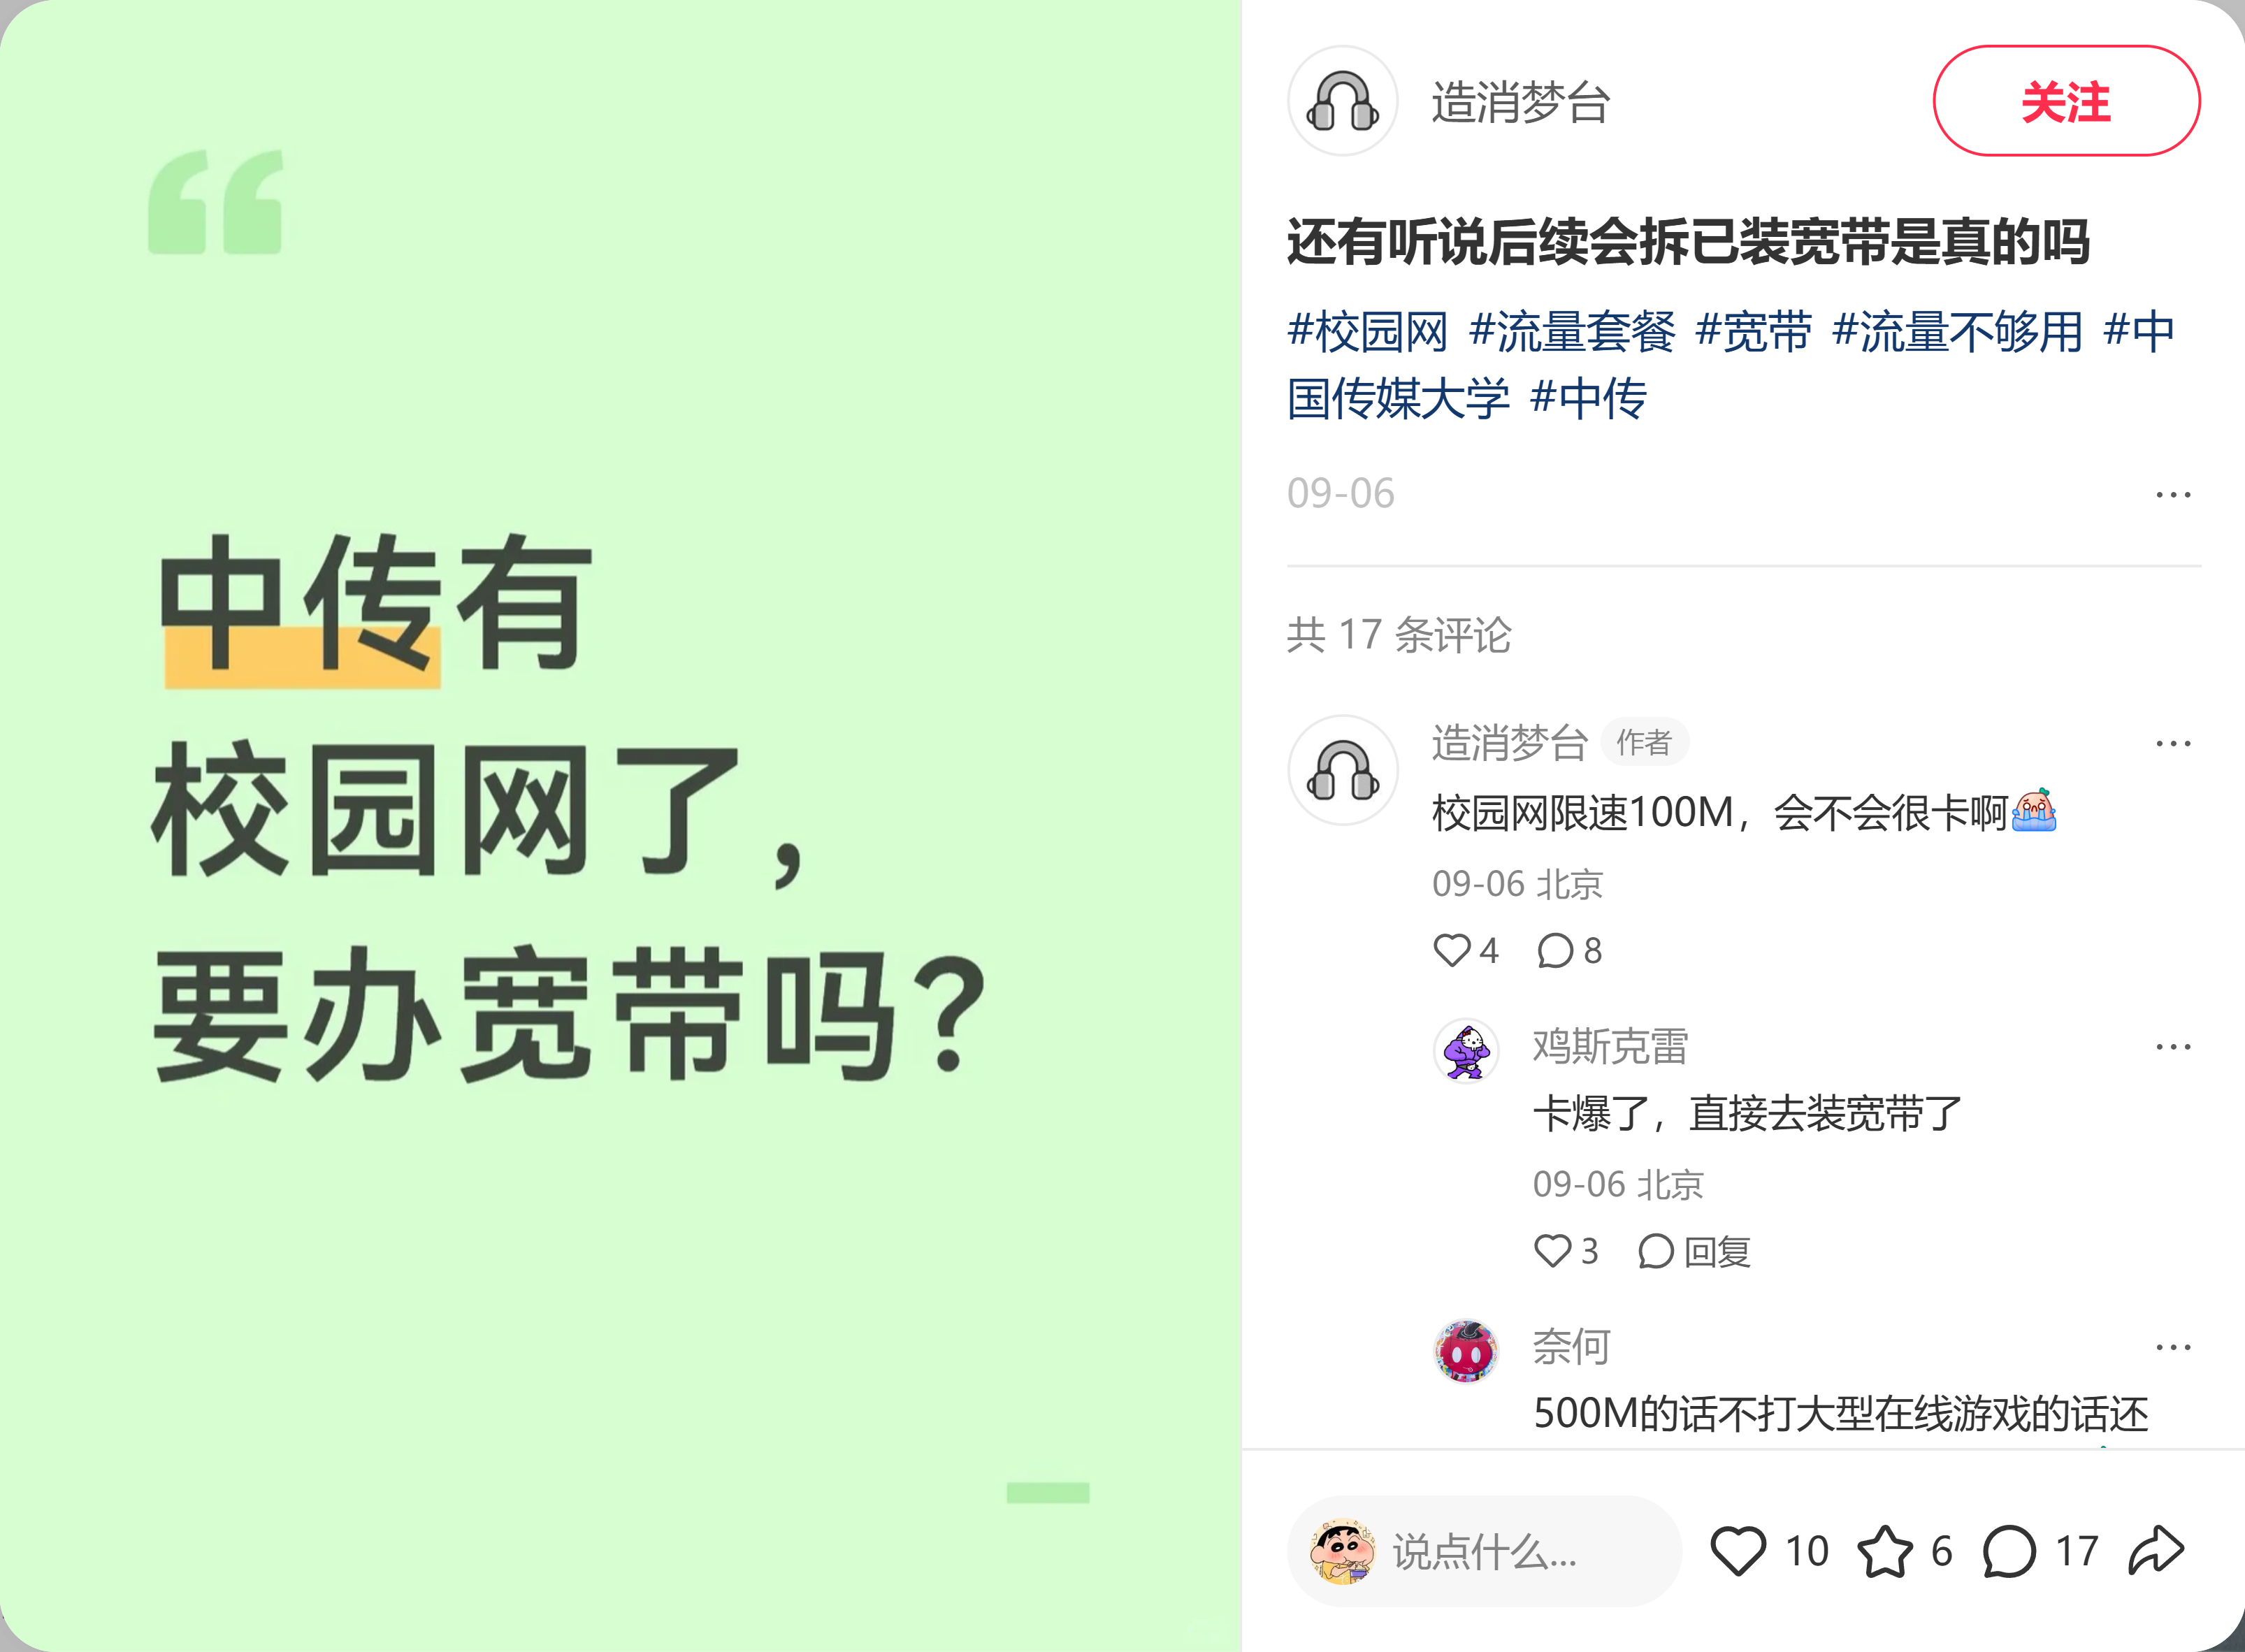 中传有
校园网了，
要办宽带吗？
造消梦台
关注
还有听说后续会拆已装宽带是真的吗
#校园网 #流量套餐 #宽带 #流量不够用 #中
国传媒大学 #中传
09-06
共 17 条评论
造消梦台 作者
校园网限速100M，会不会很卡啊
09-06 北京
4 8
鸡斯克雷
卡爆了，直接去装宽带了
09-06 北京
3 回复
奈何
500M的话不打大型在线游戏的话还
说点什么...
10 6 17